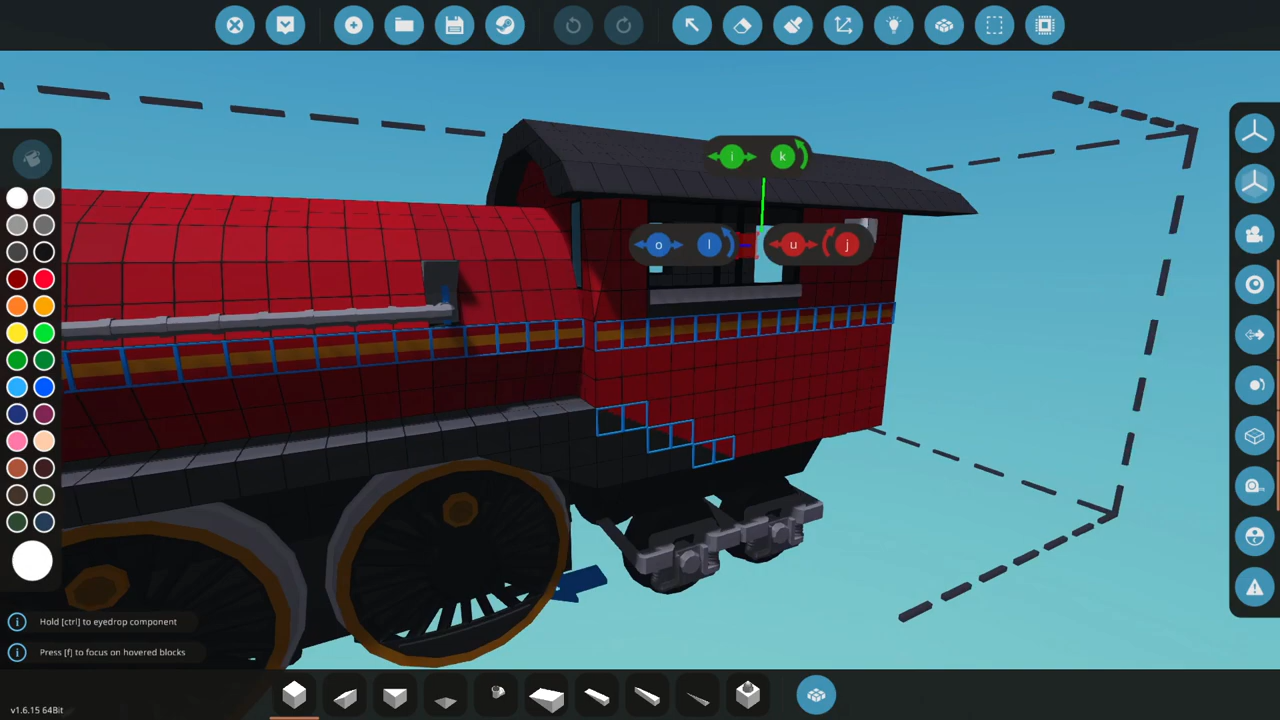 i k
o l u j
Hold [ctrl] to eyedrop component
Press [f] to focus on hovered blocks
v1.6.15 64Bit